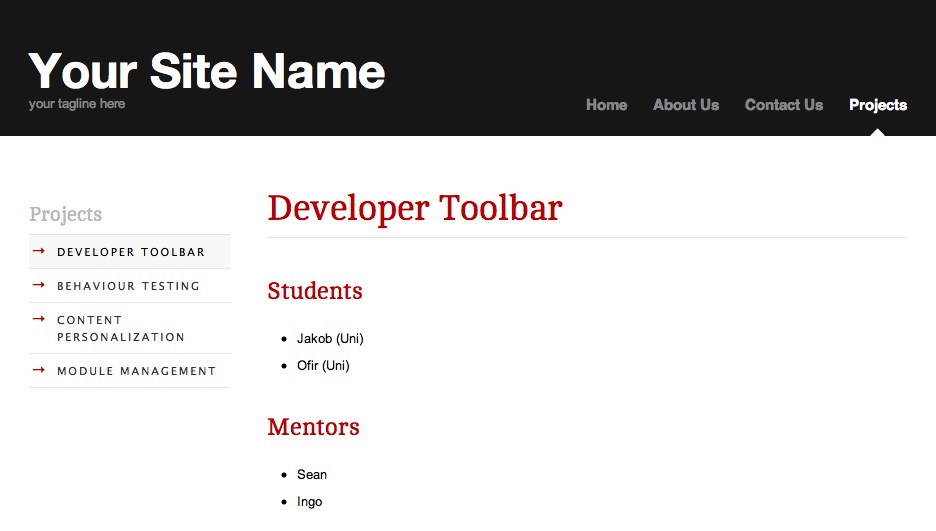 Your Site Name
your tagline here
Home About Us Contact Us Projects
Projects
DEVELOPER TOOLBAR
BEHAVIOUR TESTING
CONTENT
PERSONALIZATION
MODULE MANAGEMENT
Developer Toolbar
Students
Jakob (Uni)
Ofir (Uni)
Mentors
Sean
Ingo